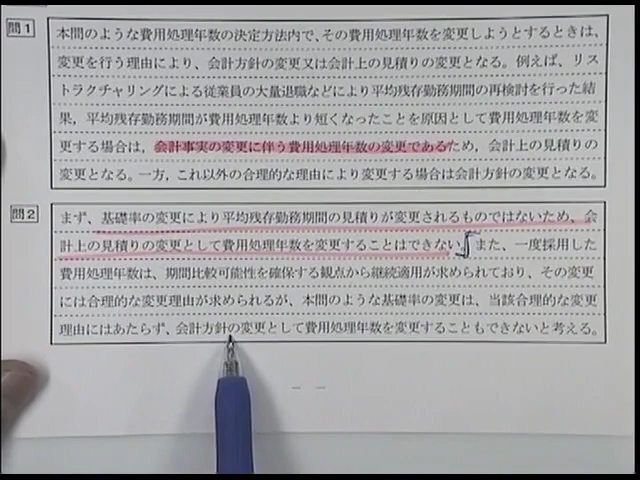 問1
本問のような費用処理年数の決定方法内で、その費用処理年数を変更しようとするときは、
変更を行う理由により、会計方針の変更又は会計上の見積りの変更となる。例えば、リス
トラクチャリングによる従業員の大量退職などにより平均残存勤務期間の再検討を行った結
果，平均残存勤務期間が費用処理年数より短くなったことを原因として費用処理年数を変
更する場合は，会計事実の変更に伴う費用処理年数の変更であるため，会計上の見積りの
変更となる。一方，これ以外の合理的な理由により変更する場合は会計方針の変更となる。
問2
まず、基礎率の変更により平均残存勤務期間の見積りが変更されるものではないため、会
計上の見積りの変更として費用処理年数を変更することはできない。また、一度採用した
費用処理年数は、期間比較可能性を確保する観点から継続適用が求められており、その変更
には合理的な変更理由が求められるが、本問のような基礎率の変更は、当該合理的な変更
理由にはあたらず、会計方針の変更として費用処理年数を変更することもできないと考える。